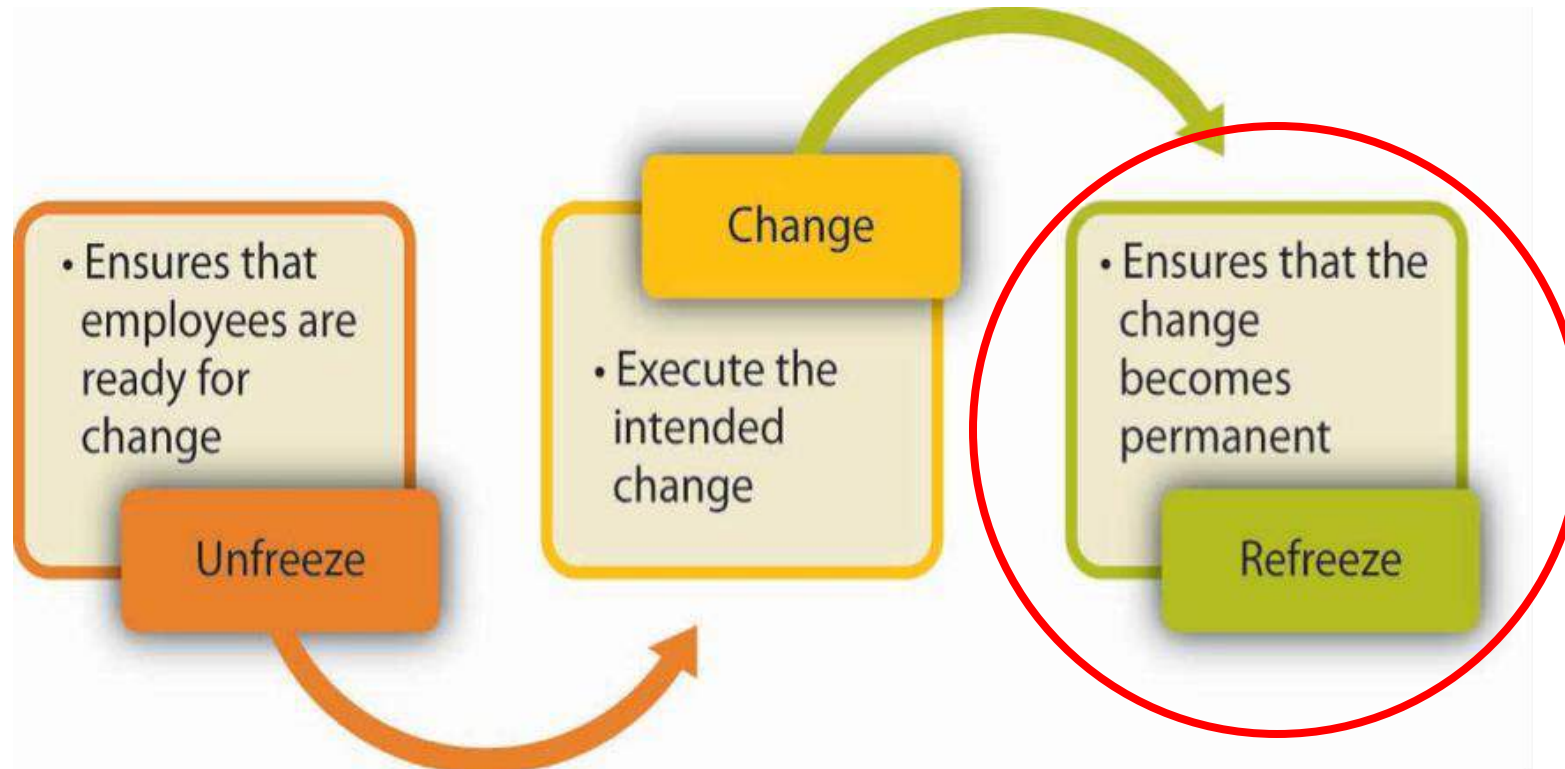 • Ensures that
employees are
ready for
change
Unfreeze
Change
• Execute the
intended
change
• Ensures that the
change
becomes
permanent
Refreeze